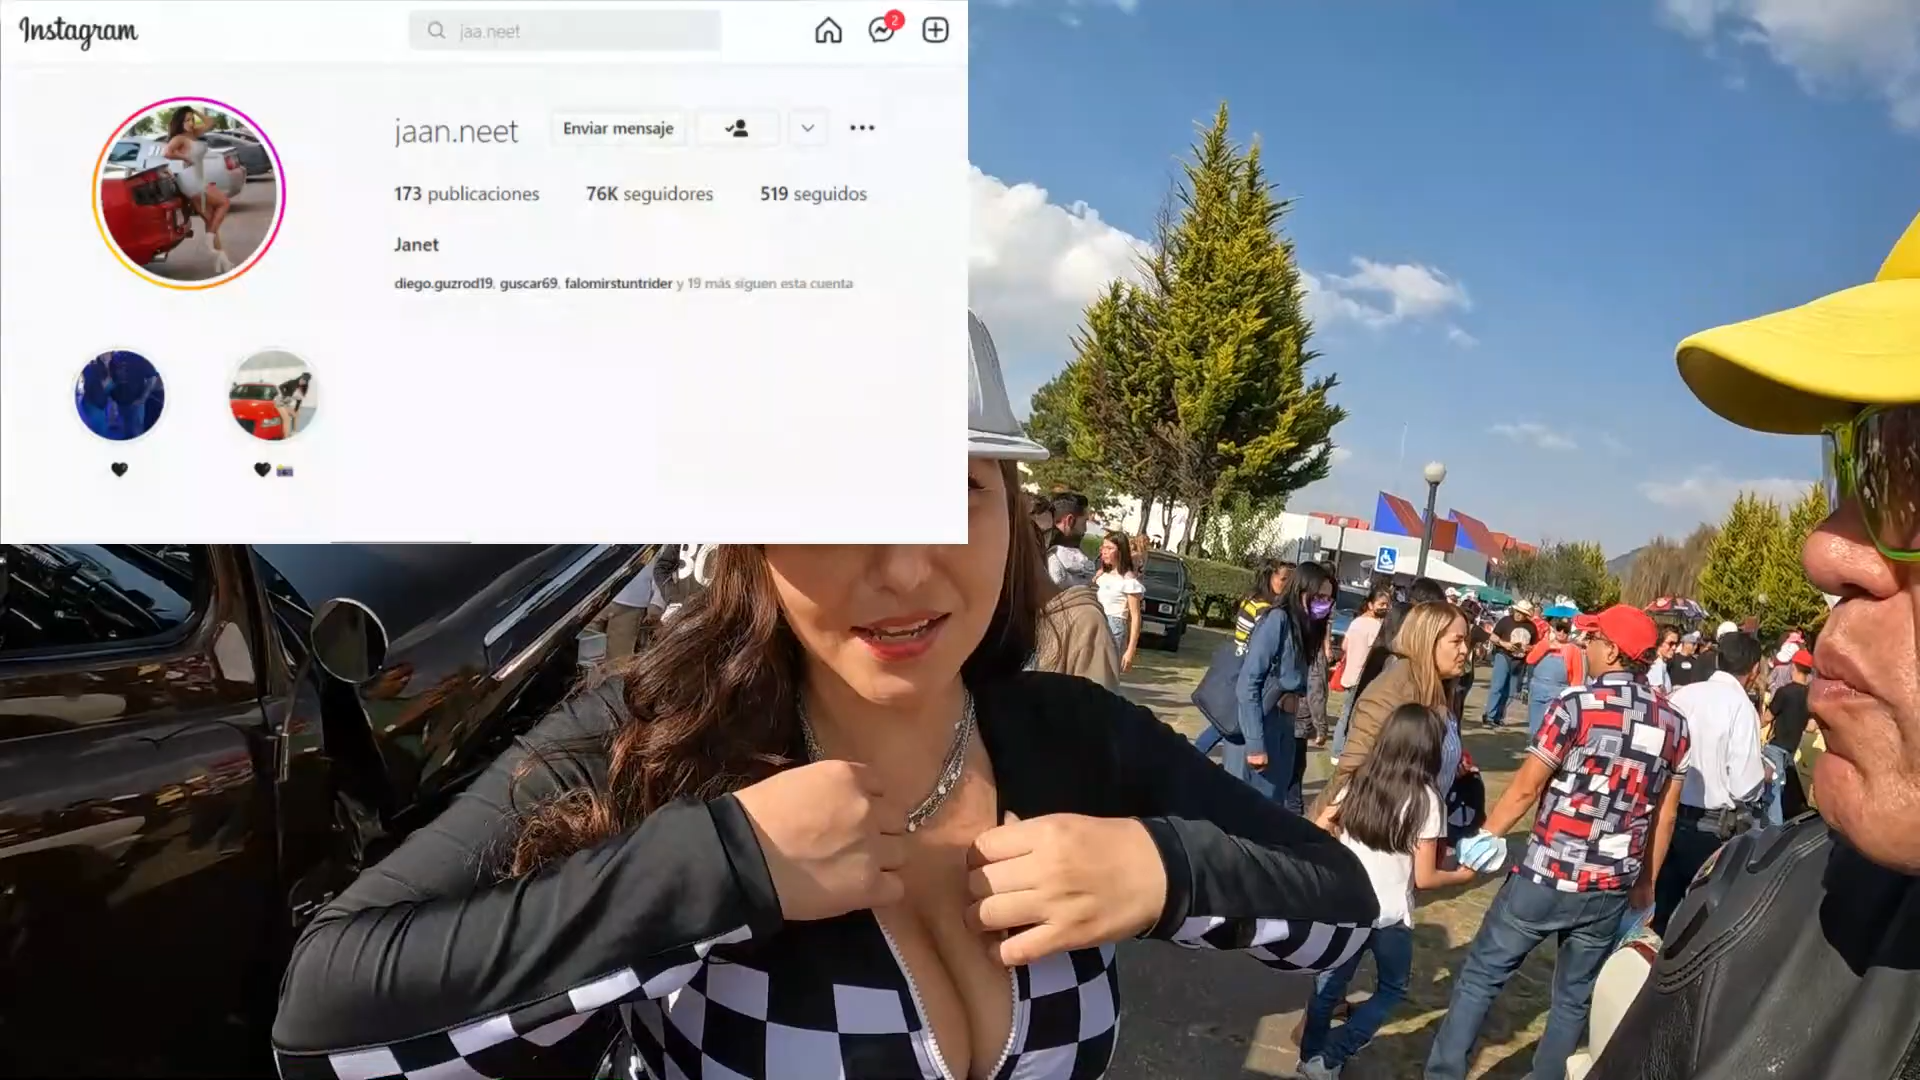 Instagram
jaa.neet
2
jaan.neet
Enviar mensaje
173 publicaciones 76K seguidores 519 seguidos
Janet
diego.guzrod19, guscar69, falomirstuntrider y 19 más siguen esta cuenta